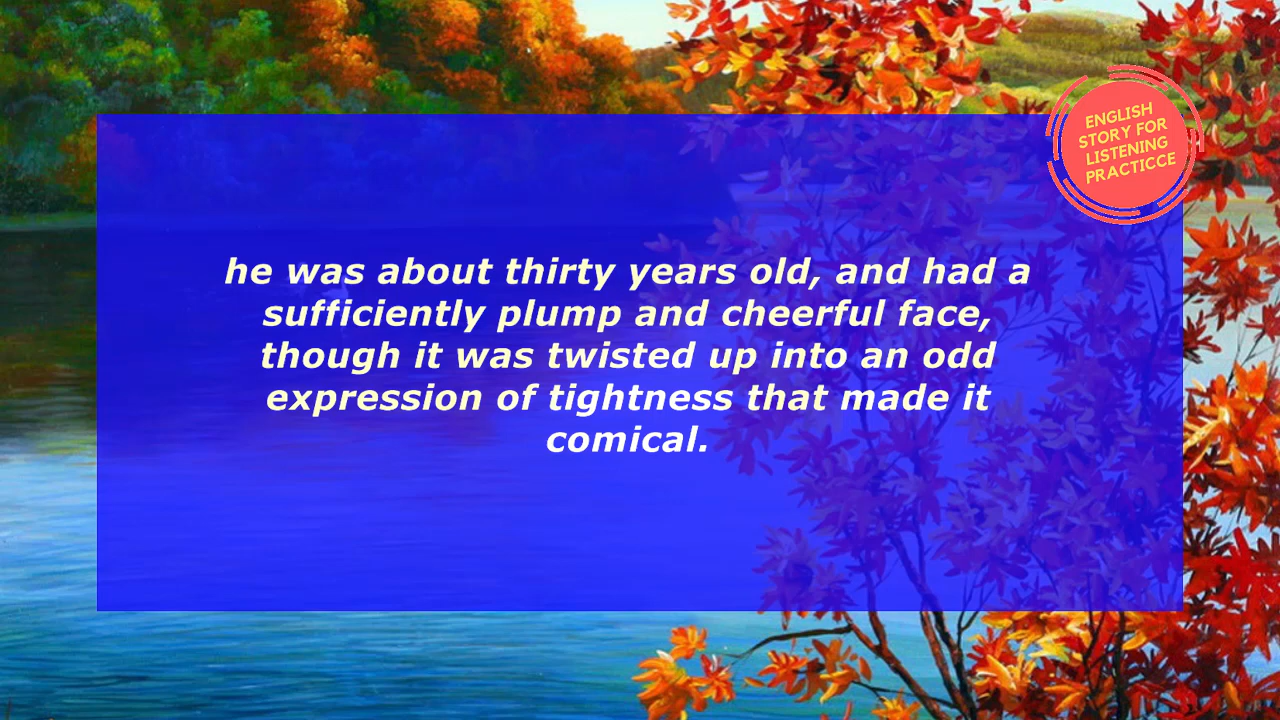 ENGLISH
STORY FOR
LISTENING
PRACTICCE
he was about thirty years old, and had a
sufficiently plump and cheerful face,
though it was twisted up into an odd
expression of tightness that made it
comical.